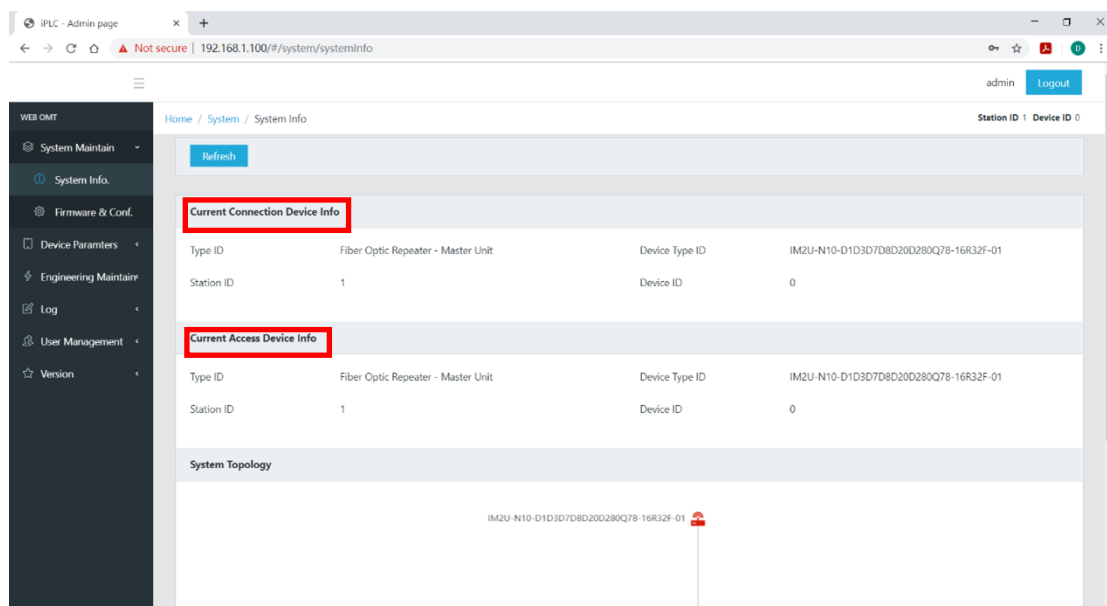 iPLC - Admin page
Not secure | 192.168.1.100/#/system/systemInfo
D
admin Logout
WEB OMT
Home / System / System Info
Station ID 1 Device ID 0
System Maintain
System Info.
Firmware & Conf.
Device Paramters
Engineering Maintain
Log
User Management
Version
Refresh
Current Connection Device Info
Type ID Fiber Optic Repeater - Master Unit Device Type ID IM2U-N10-D1D3D7D8D20D280Q78-16R32F-01
Station ID 1 Device ID 0
Current Access Device Info
Type ID Fiber Optic Repeater - Master Unit Device Type ID IM2U-N10-D1D3D7D8D20D280Q78-16R32F-01
Station ID 1 Device ID 0
System Topology
IM2U-N10-D1D3D7D8D20D280Q78-16R32F-01